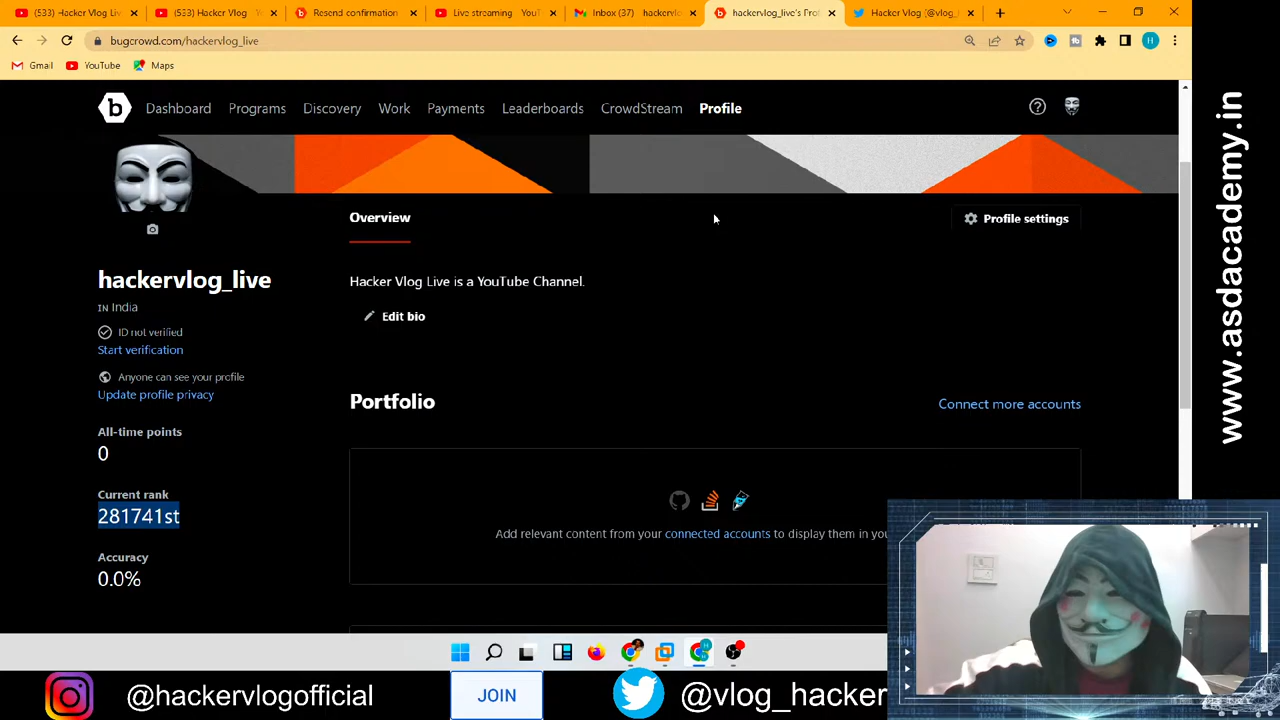 (533) Hacker Vlog Liv
(533) Hacker Vlog - Y
Resend confirmation
Live streaming - YouT
Inbox (37) - hackervl
hackervlog_live's Prof
Hacker Vlog (@vlog_
bugcrowd.com/hackervlog_live
Gmail
YouTube
Maps
b Dashboard Programs Discovery Work Payments Leaderboards CrowdStream Profile
Overview
Profile settings
hackervlog_live
IN India
ID not verified
Start verification
Anyone can see your profile
Update profile privacy
All-time points
0
Current rank
281741st
Accuracy
0.0%
Hacker Vlog Live is a YouTube Channel.
Edit bio
Portfolio
Connect more accounts
Add relevant content from your connected accounts to display them in you
www.asdacademy.in
@hackervlogofficial
JOIN
@vlog_hacker